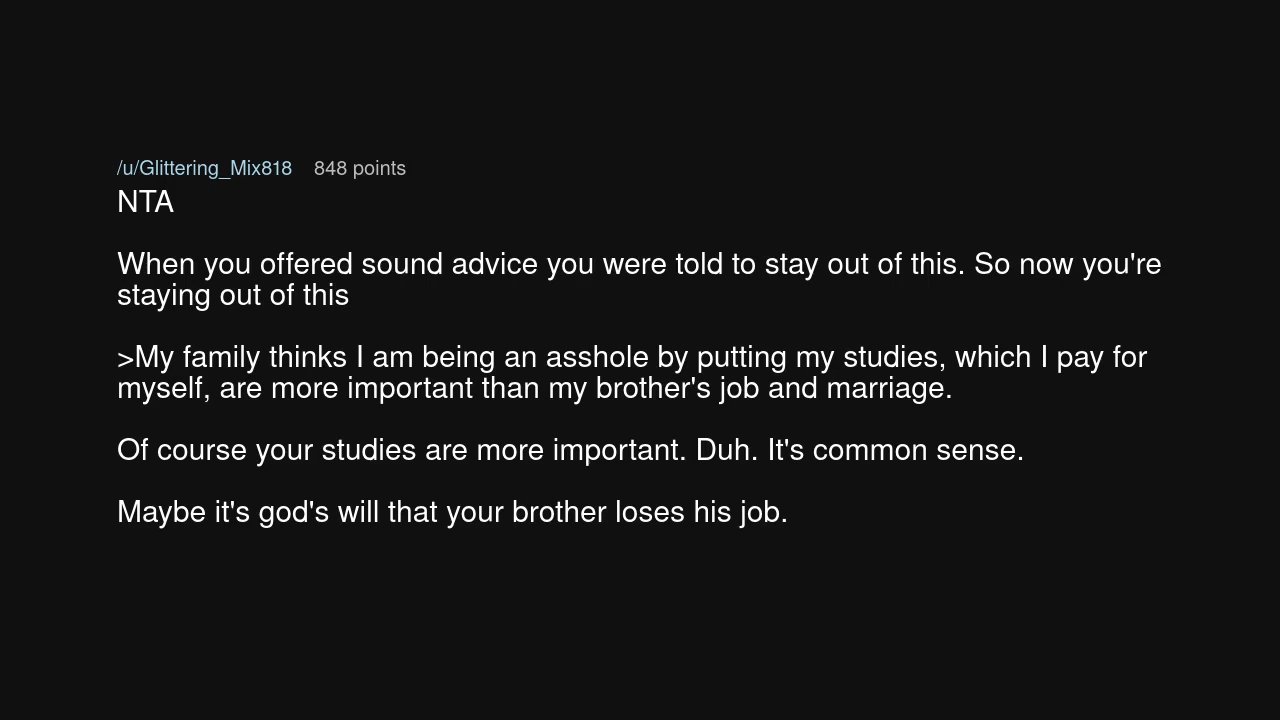 /u/Glittering_Mix818 848 points
NTA
When you offered sound advice you were told to stay out of this. So now you're
staying out of this
>My family thinks I am being an asshole by putting my studies, which I pay for
myself, are more important than my brother's job and marriage.
Of course your studies are more important. Duh. It's common sense.
Maybe it's god's will that your brother loses his job.